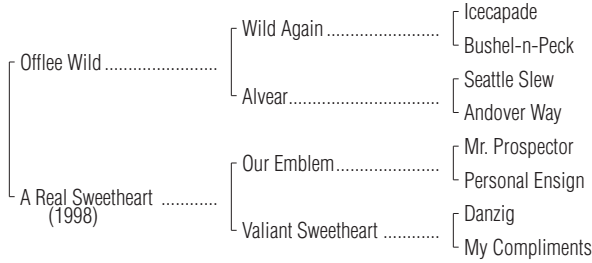 Icecapade
Wild Again .......................
Bushel-n-Peck
Offlee Wild .......................
Seattle Slew
Alvear...............................
Andover Way
Mr. Prospector
Our Emblem.....................
Personal Ensign
A Real Sweetheart ............
(1998)
Danzig
Valiant Sweetheart ............
My Compliments